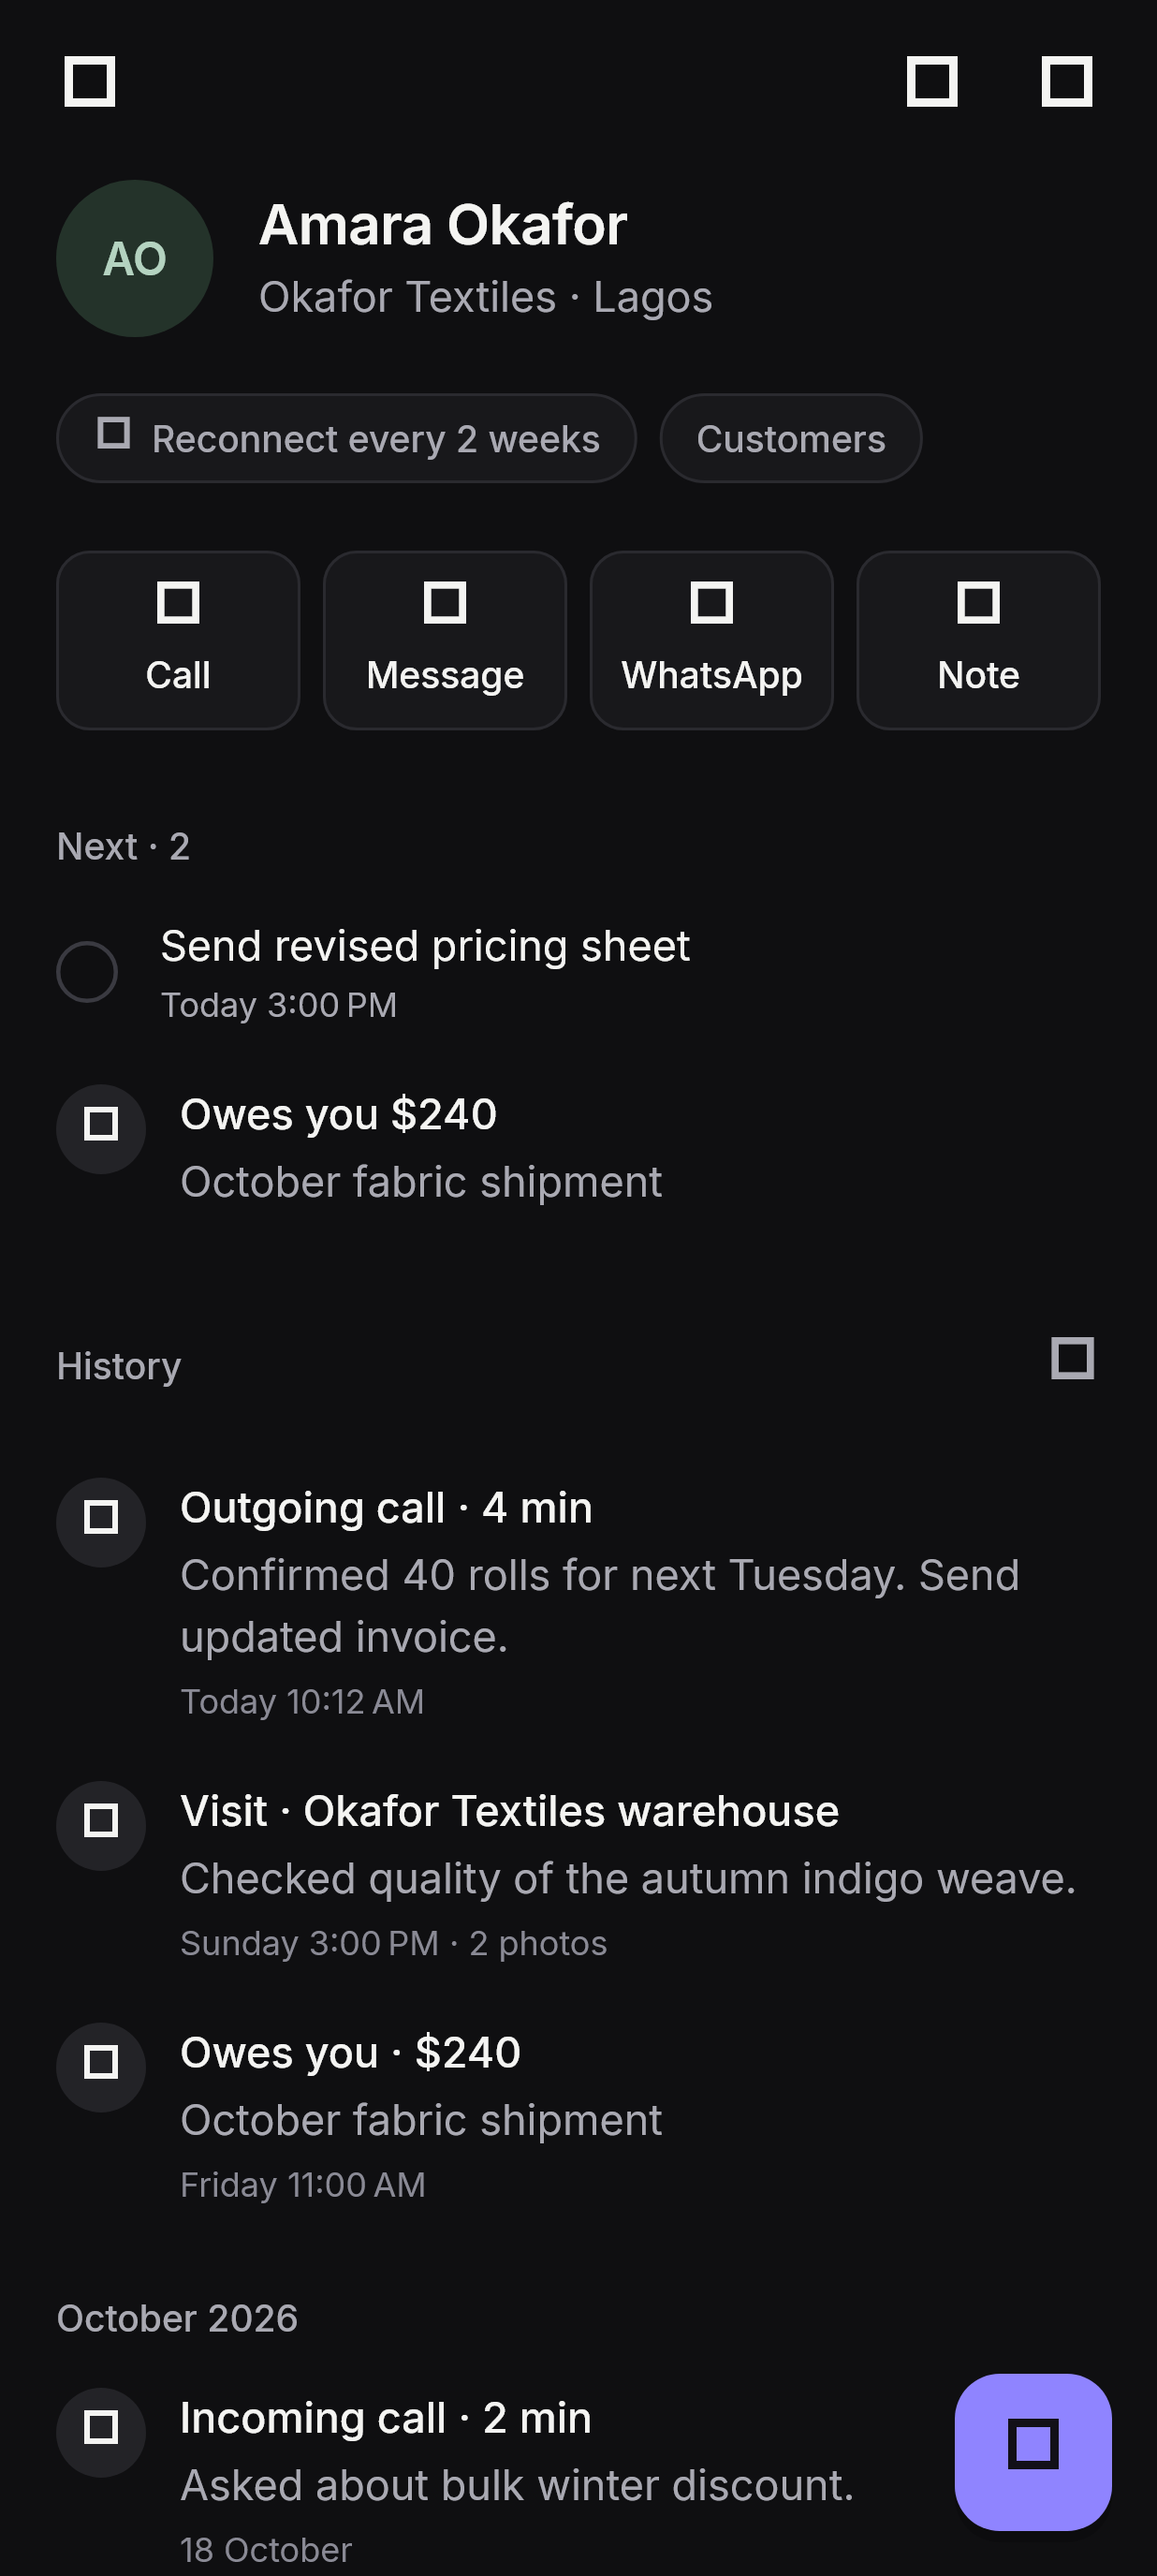 Amara Okafor
AO
Okafor Textiles · Lagos
Reconnect every 2 weeks
Customers
Call
Message
WhatsApp
Note
Next · 2
Send revised pricing sheet
Today 3:00 PM
Owes you $240
October fabric shipment
History
Outgoing call · 4 min
Confirmed 40 rolls for next Tuesday. Send
updated invoice.
Today 10:12 AM
Visit · Okafor Textiles warehouse
Checked quality of the autumn indigo weave.
Sunday 3:00 PM · 2 photos
Owes you · $240
October fabric shipment
Friday 11:00 AM
October 2026
Incoming call · 2 min
Asked about bulk winter discount.
18 October